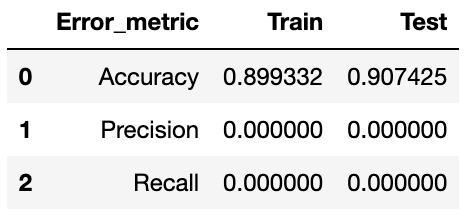 Error_metric Train Test
0 Accuracy 0.899332 0.907425
1 Precision 0.000000 0.000000
2 Recall 0.000000 0.000000